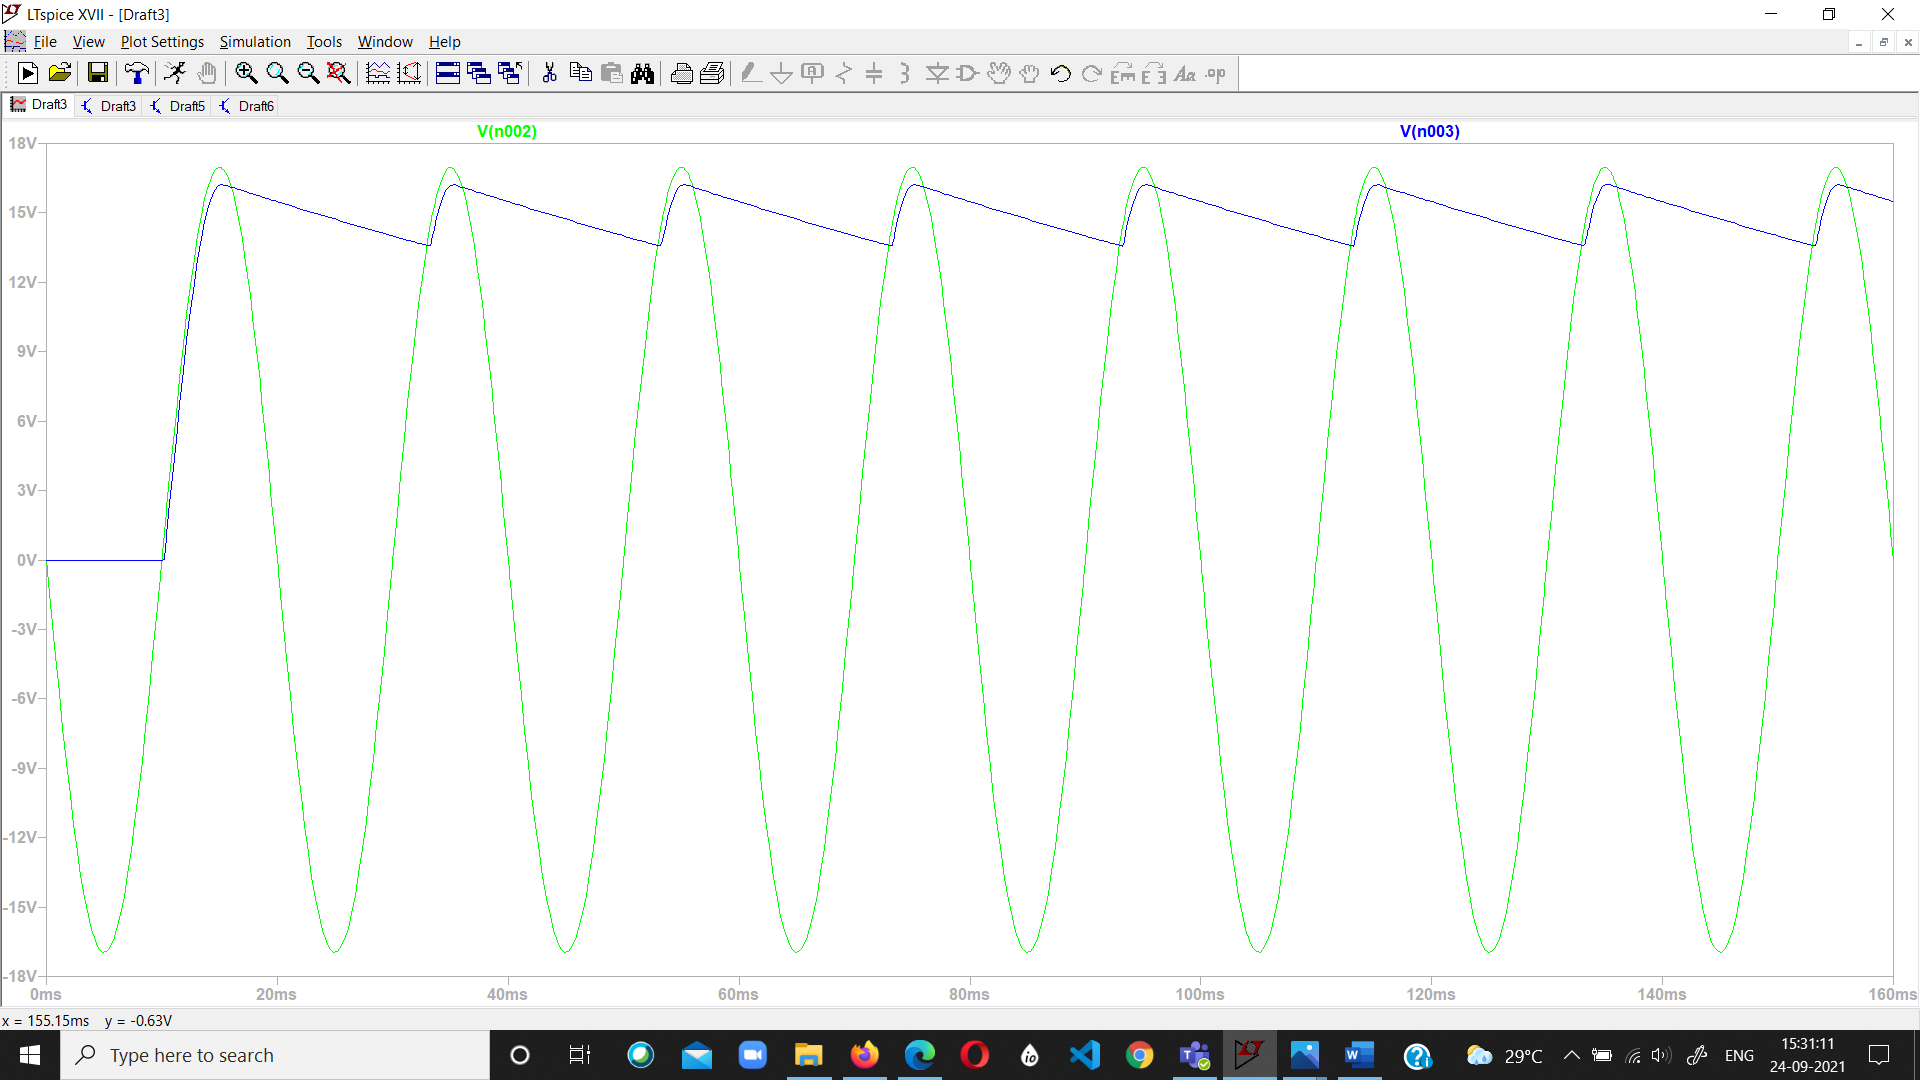 LTspice XVII - [Draft3]
File View Plot Settings Simulation Tools Window Help
Draft3 Draft3 Draft5 Draft6
V(n002) V(n003)
18V
15V
12V
9V
6V
3V
0V
-3V
-6V
-9V
-12V
-15V
-18V
0ms 20ms 40ms 60ms 80ms 100ms 120ms 140ms 160ms
x = 155.15ms y = -0.63V
Type here to search
29°C ENG 15:31:11
24-09-2021